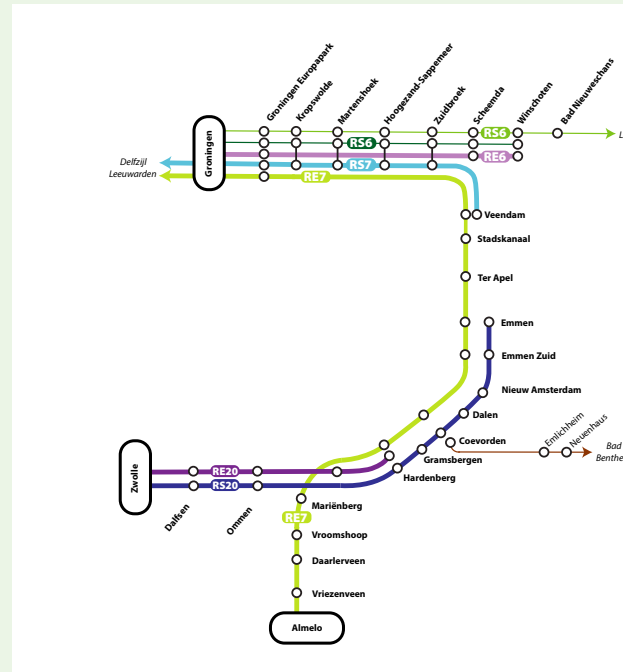 Groningen Europapark
Kropswolde
Martenshoek
Hoogezand-Sappemeer
Zuidbroek
Scheemda
Winschoten
Bad Nieuweschans
Groningen
RS6
RS6
RE6
RS7
RE7
L
Delfzijl
Leeuwarden
Veendam
Stadskanaal
Ter Apel
Emmen
Emmen Zuid
Nieuw Amsterdam
Dalen
Coevorden
Emlichheim
Neuenhaus
Bad
Benthe
Gramsbergen
Hardenberg
Zwolle
RE20
RS20
Dalfsen
Ommen
Mariënberg
RE7
Vroomshoop
Daarlerveen
Vriezenveen
Almelo